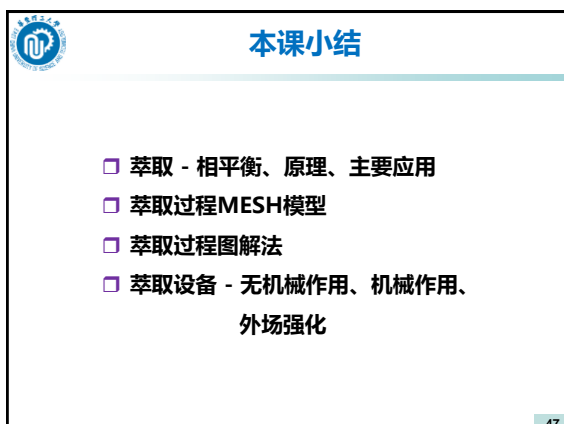 本课小结
萃取 - 相平衡、原理、主要应用
萃取过程MESH模型
萃取过程图解法
萃取设备 - 无机械作用、机械作用、
外场强化
47